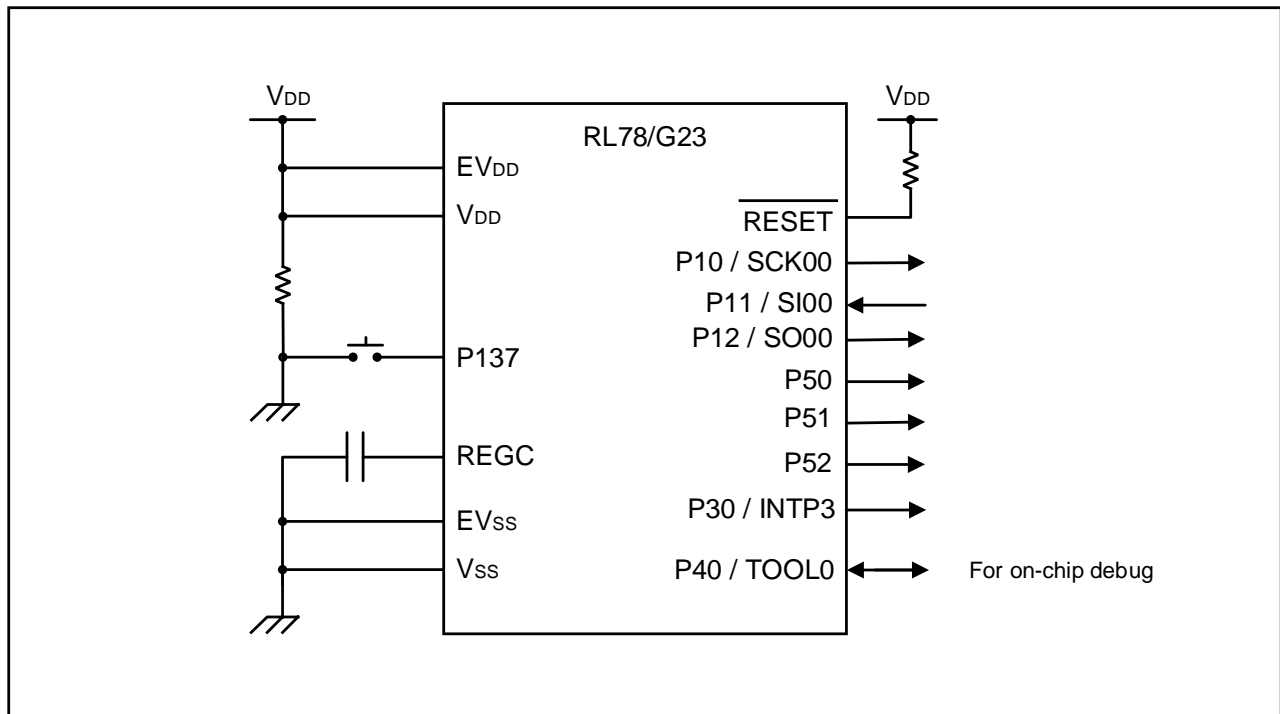 VDD
VDD
RL78/G23
EVDD
VDD
RESET
P10 / SCK00
P11 / SI00
P12 / SO00
P137
P50
P51
REGC
P52
P30 / INTP3
EVSS
VSS
P40 / TOOL0
For on-chip debug